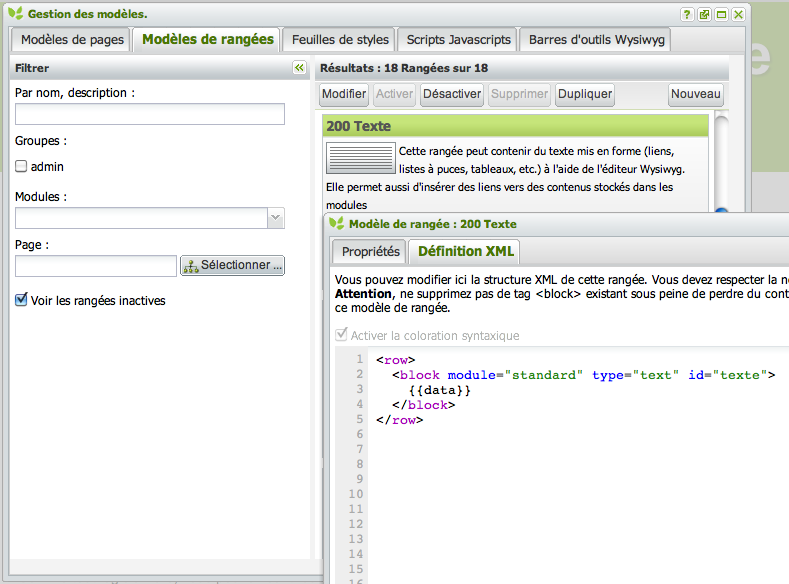 Gestion des modèles.
Modèles de pages
Modèles de rangées
Feuilles de styles
Scripts Javascripts
Barres d'outils Wysiwyg
Filtrer
Par nom, description :
Groupes :
admin
Modules :
Page :
Sélectionner ...
Voir les rangées inactives
Résultats : 18 Rangées sur 18
Modifier
Activer
Désactiver
Supprimer
Dupliquer
Nouveau
200 Texte
Cette rangée peut contenir du texte mis en forme (liens,
listes à puces, tableaux, etc.) à l'aide de l'éditeur Wysiwyg.
Elle permet aussi d'insérer des liens vers des contenus stockés dans les
modules
Modèle de rangée : 200 Texte
Propriétés
Définition XML
Vous pouvez modifier ici la structure XML de cette rangée. Vous devez respecter la
Attention, ne supprimez pas de tag <block> existant sous peine de perdre du
ce modèle de rangée.
Activer la coloration syntaxique
1 <row>
2 <block module="standard" type="text" id="texte">
3 {{data}}
4 </block>
5 </row>
6
7
8
9
10
11
12
13
14
15
16